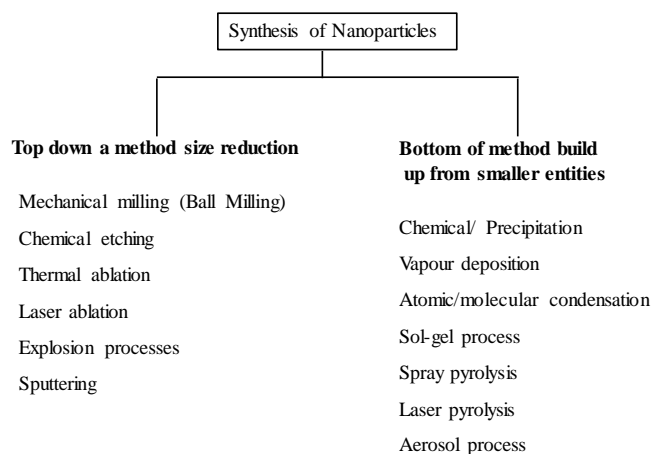 Synthesis of Nanoparticles
Top down a method size reduction
Mechanical milling (Ball Milling)
Chemical etching
Thermal ablation
Laser ablation
Explosion processes
Sputtering
Bottom of method build
up from smaller entities
Chemical/ Precipitation
Vapour deposition
Atomic/molecular condensation
Sol-gel process
Spray pyrolysis
Laser pyrolysis
Aerosol process